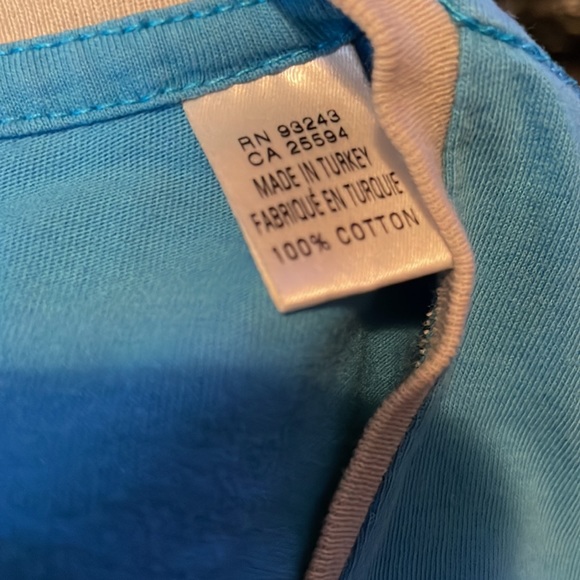 RN 93243
CA 25594
MADE IN TURKEY
FABRIQUÉ EN TURQUIE
100% COTTON